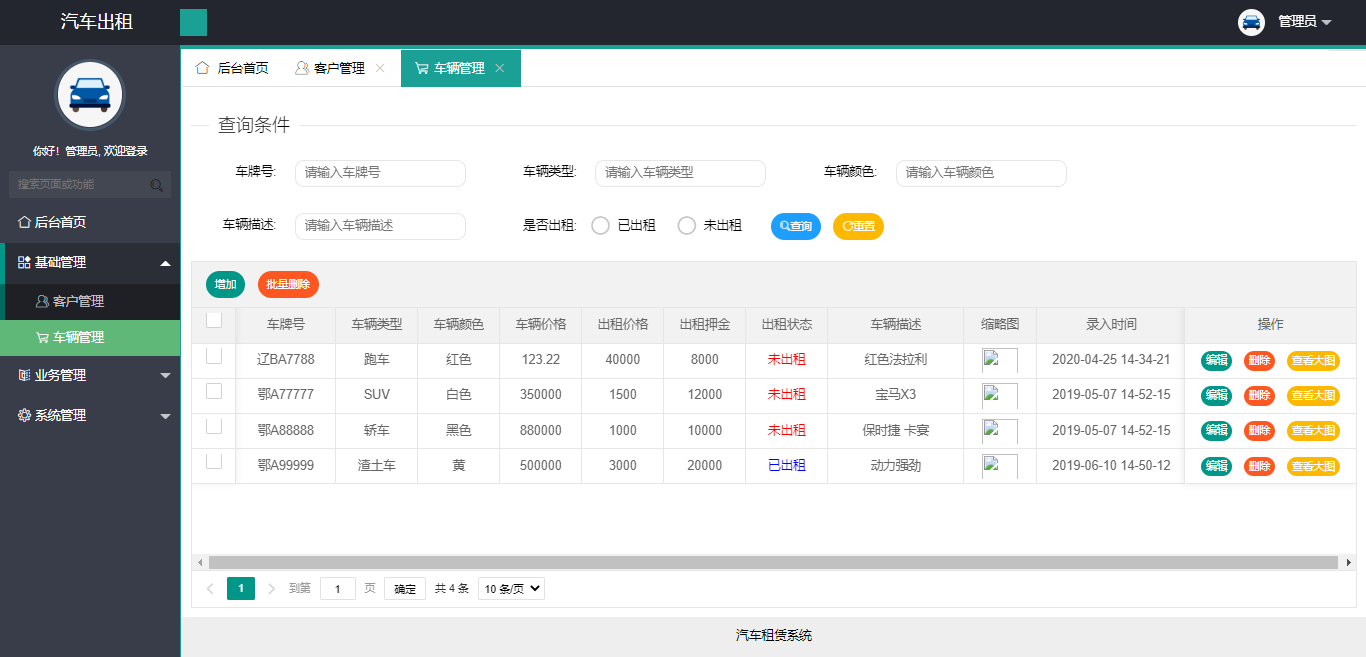 汽车出租
管理员
你好！管理员, 欢迎登录
搜索页面或功能
后台首页
基础管理
客户管理
车辆管理
业务管理
系统管理
后台首页 客户管理 车辆管理
查询条件
车牌号: 请输入车牌号 车辆类型: 请输入车辆类型 车辆颜色: 请输入车辆颜色
车辆描述: 请输入车辆描述 是否出租: 已出租 未出租 查询 重置
增加 批量删除
车牌号 车辆类型 车辆颜色 车辆价格 出租价格 出租押金 出租状态 车辆描述 缩略图 录入时间 操作
辽BA7788 跑车 红色 123.22 40000 8000 未出租 红色法拉利 2020-04-25 14-34-21 编辑 删除 查看大图
鄂A77777 SUV 白色 350000 1500 12000 未出租 宝马X3 2019-05-07 14-52-15 编辑 删除 查看大图
鄂A88888 轿车 黑色 880000 1000 10000 未出租 保时捷 卡宴 2019-05-07 14-52-15 编辑 删除 查看大图
鄂A99999 渣土车 黄 500000 3000 20000 已出租 动力强劲 2019-06-10 14-50-12 编辑 删除 查看大图
1 到第 1 页 确定 共 4 条 10 条/页
汽车租赁系统